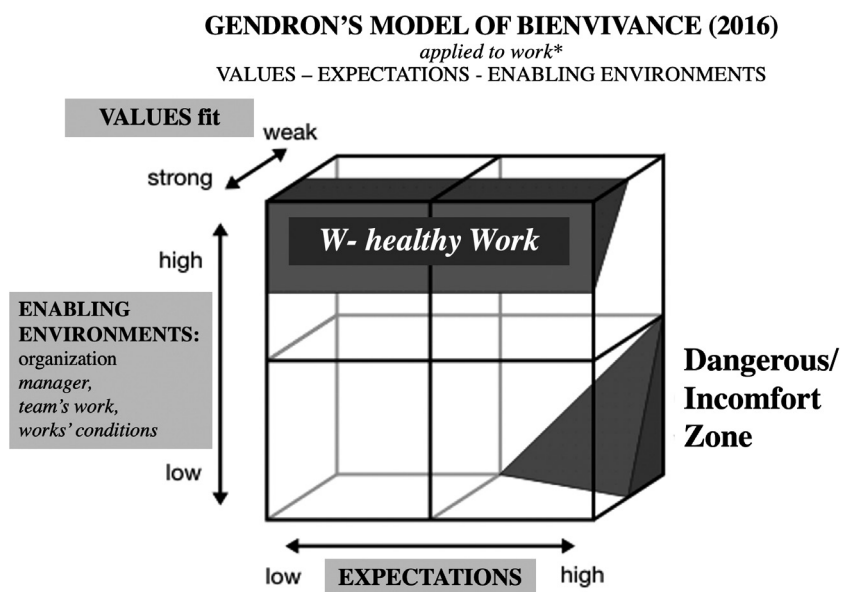 GENDRON'S MODEL OF BIENVIVANCE (2016)
applied to work*
VALUES – EXPECTATIONS - ENABLING ENVIRONMENTS
VALUES fit
weak
strong
W- healthy Work
high
ENABLING
ENVIRONMENTS:
organization
manager,
team's work,
works' conditions
low
Dangerous/
Incomfort
Zone
low
EXPECTATIONS
high